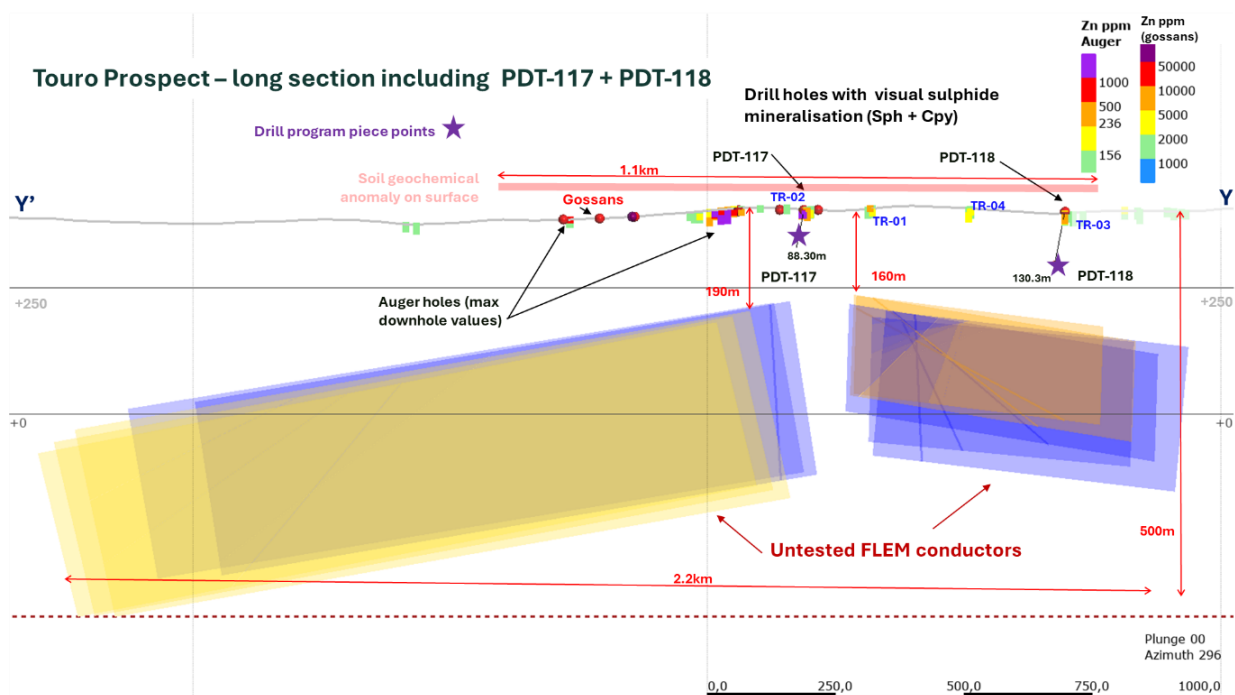 Touro Prospect – long section including PDT-117 + PDT-118
Zn ppm
Auger
1000
500
236
156
Zn ppm
(gossans)
50000
10000
5000
2000
1000
Drill program piece points
Drill holes with visual sulphide
mineralisation (Sph + Cpy)
PDT-117
PDT-118
1.1km
Soil geochemical
anomaly on surface
Y'
Y
Gossans
TR-02
TR-01
TR-04
TR-03
88.30m
130.3m
PDT-117
PDT-118
190m
160m
+250
+250
Auger holes (max
downhole values)
+0
+0
Untested FLEM conductors
500m
2.2km
Plunge 00
Azimuth 296
0,0
250,0
500,0
750,0
1000,0